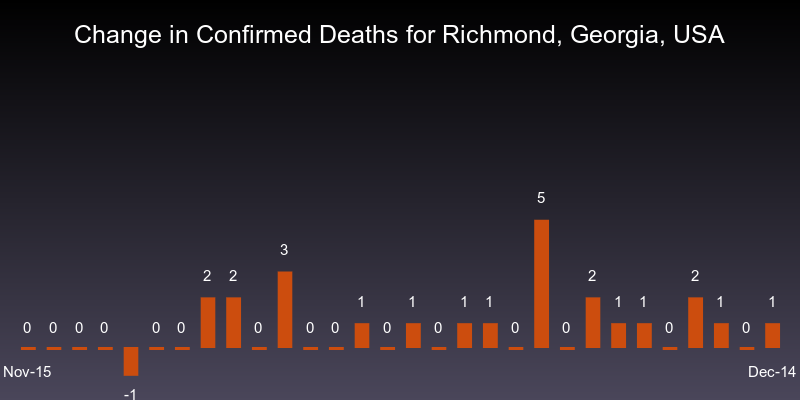 Change in Confirmed Deaths for Richmond, Georgia, USA
5
3
2 2 2 2
1 1 1 1 1 1 1 1
0 0 0 0 0 0 0 0 0 0 0 0 0 0 0
Nov-15 Dec-14
-1